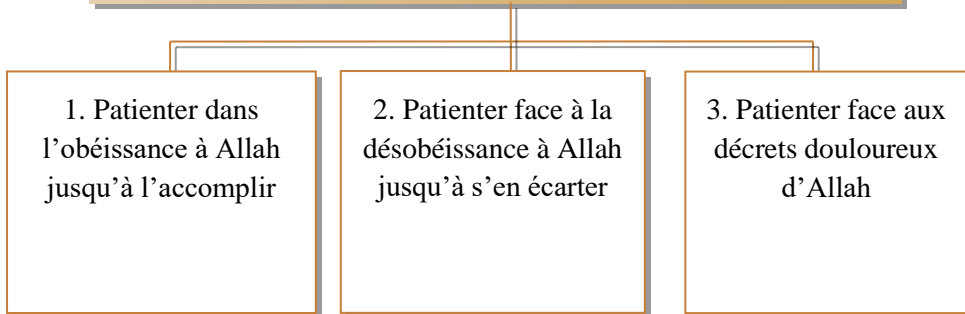 1. Patienter dans
l’obéissance à Allah
jusqu’à l’accomplir
2. Patienter face à la
désobéissance à Allah
jusqu’à s’en écarter
3. Patienter face aux
décrets douloureux
d’Allah